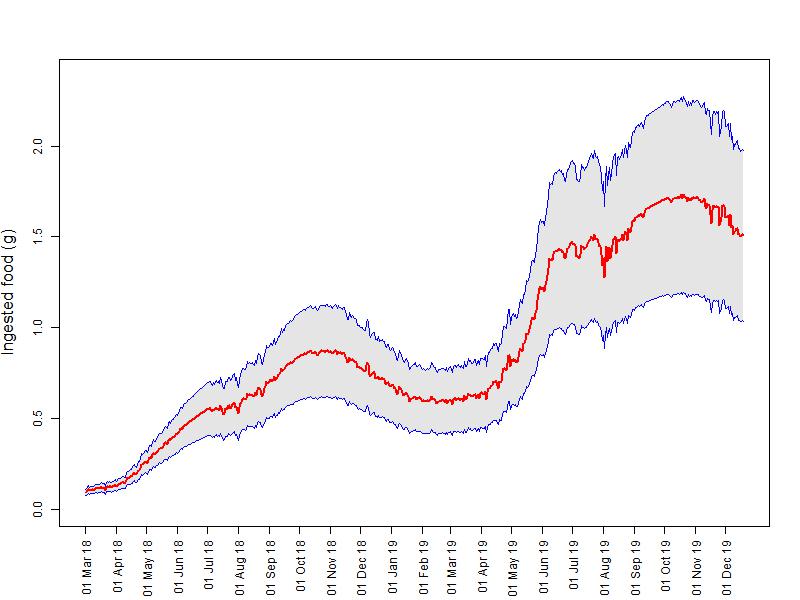 Ingested food (g)
2.0
1.5
1.0
0.5
0.0
01 Mar 18
01 Apr 18
01 May 18
01 Jun 18
01 Jul 18
01 Aug 18
01 Sep 18
01 Oct 18
01 Nov 18
01 Dec 18
01 Jan 19
01 Feb 19
01 Mar 19
01 Apr 19
01 May 19
01 Jun 19
01 Jul 19
01 Aug 19
01 Sep 19
01 Oct 19
01 Nov 19
01 Dec 19